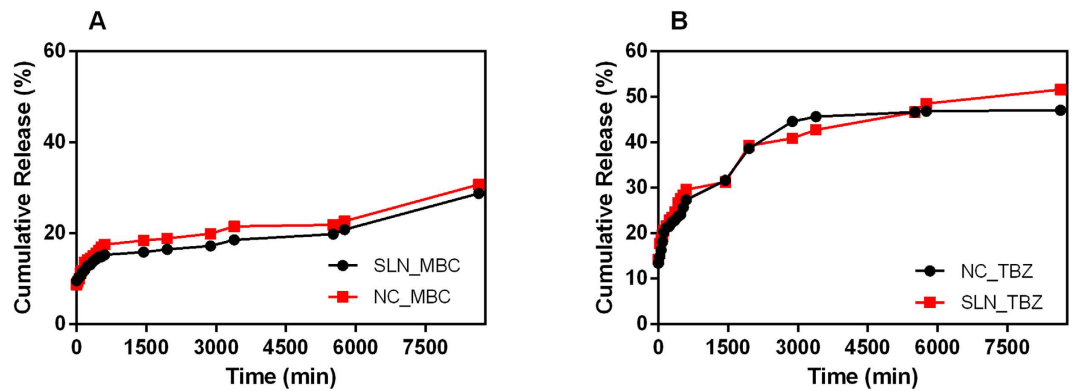 A
Cumulative Release (%)
60
40
20
0
0 1500 3000 4500 6000 7500
Time (min)
SLN_MBC
NC_MBC
B
Cumulative Release (%)
60
50
40
30
20
10
0
0 1500 3000 4500 6000 7500
Time (min)
NC_TBZ
SLN_TBZ